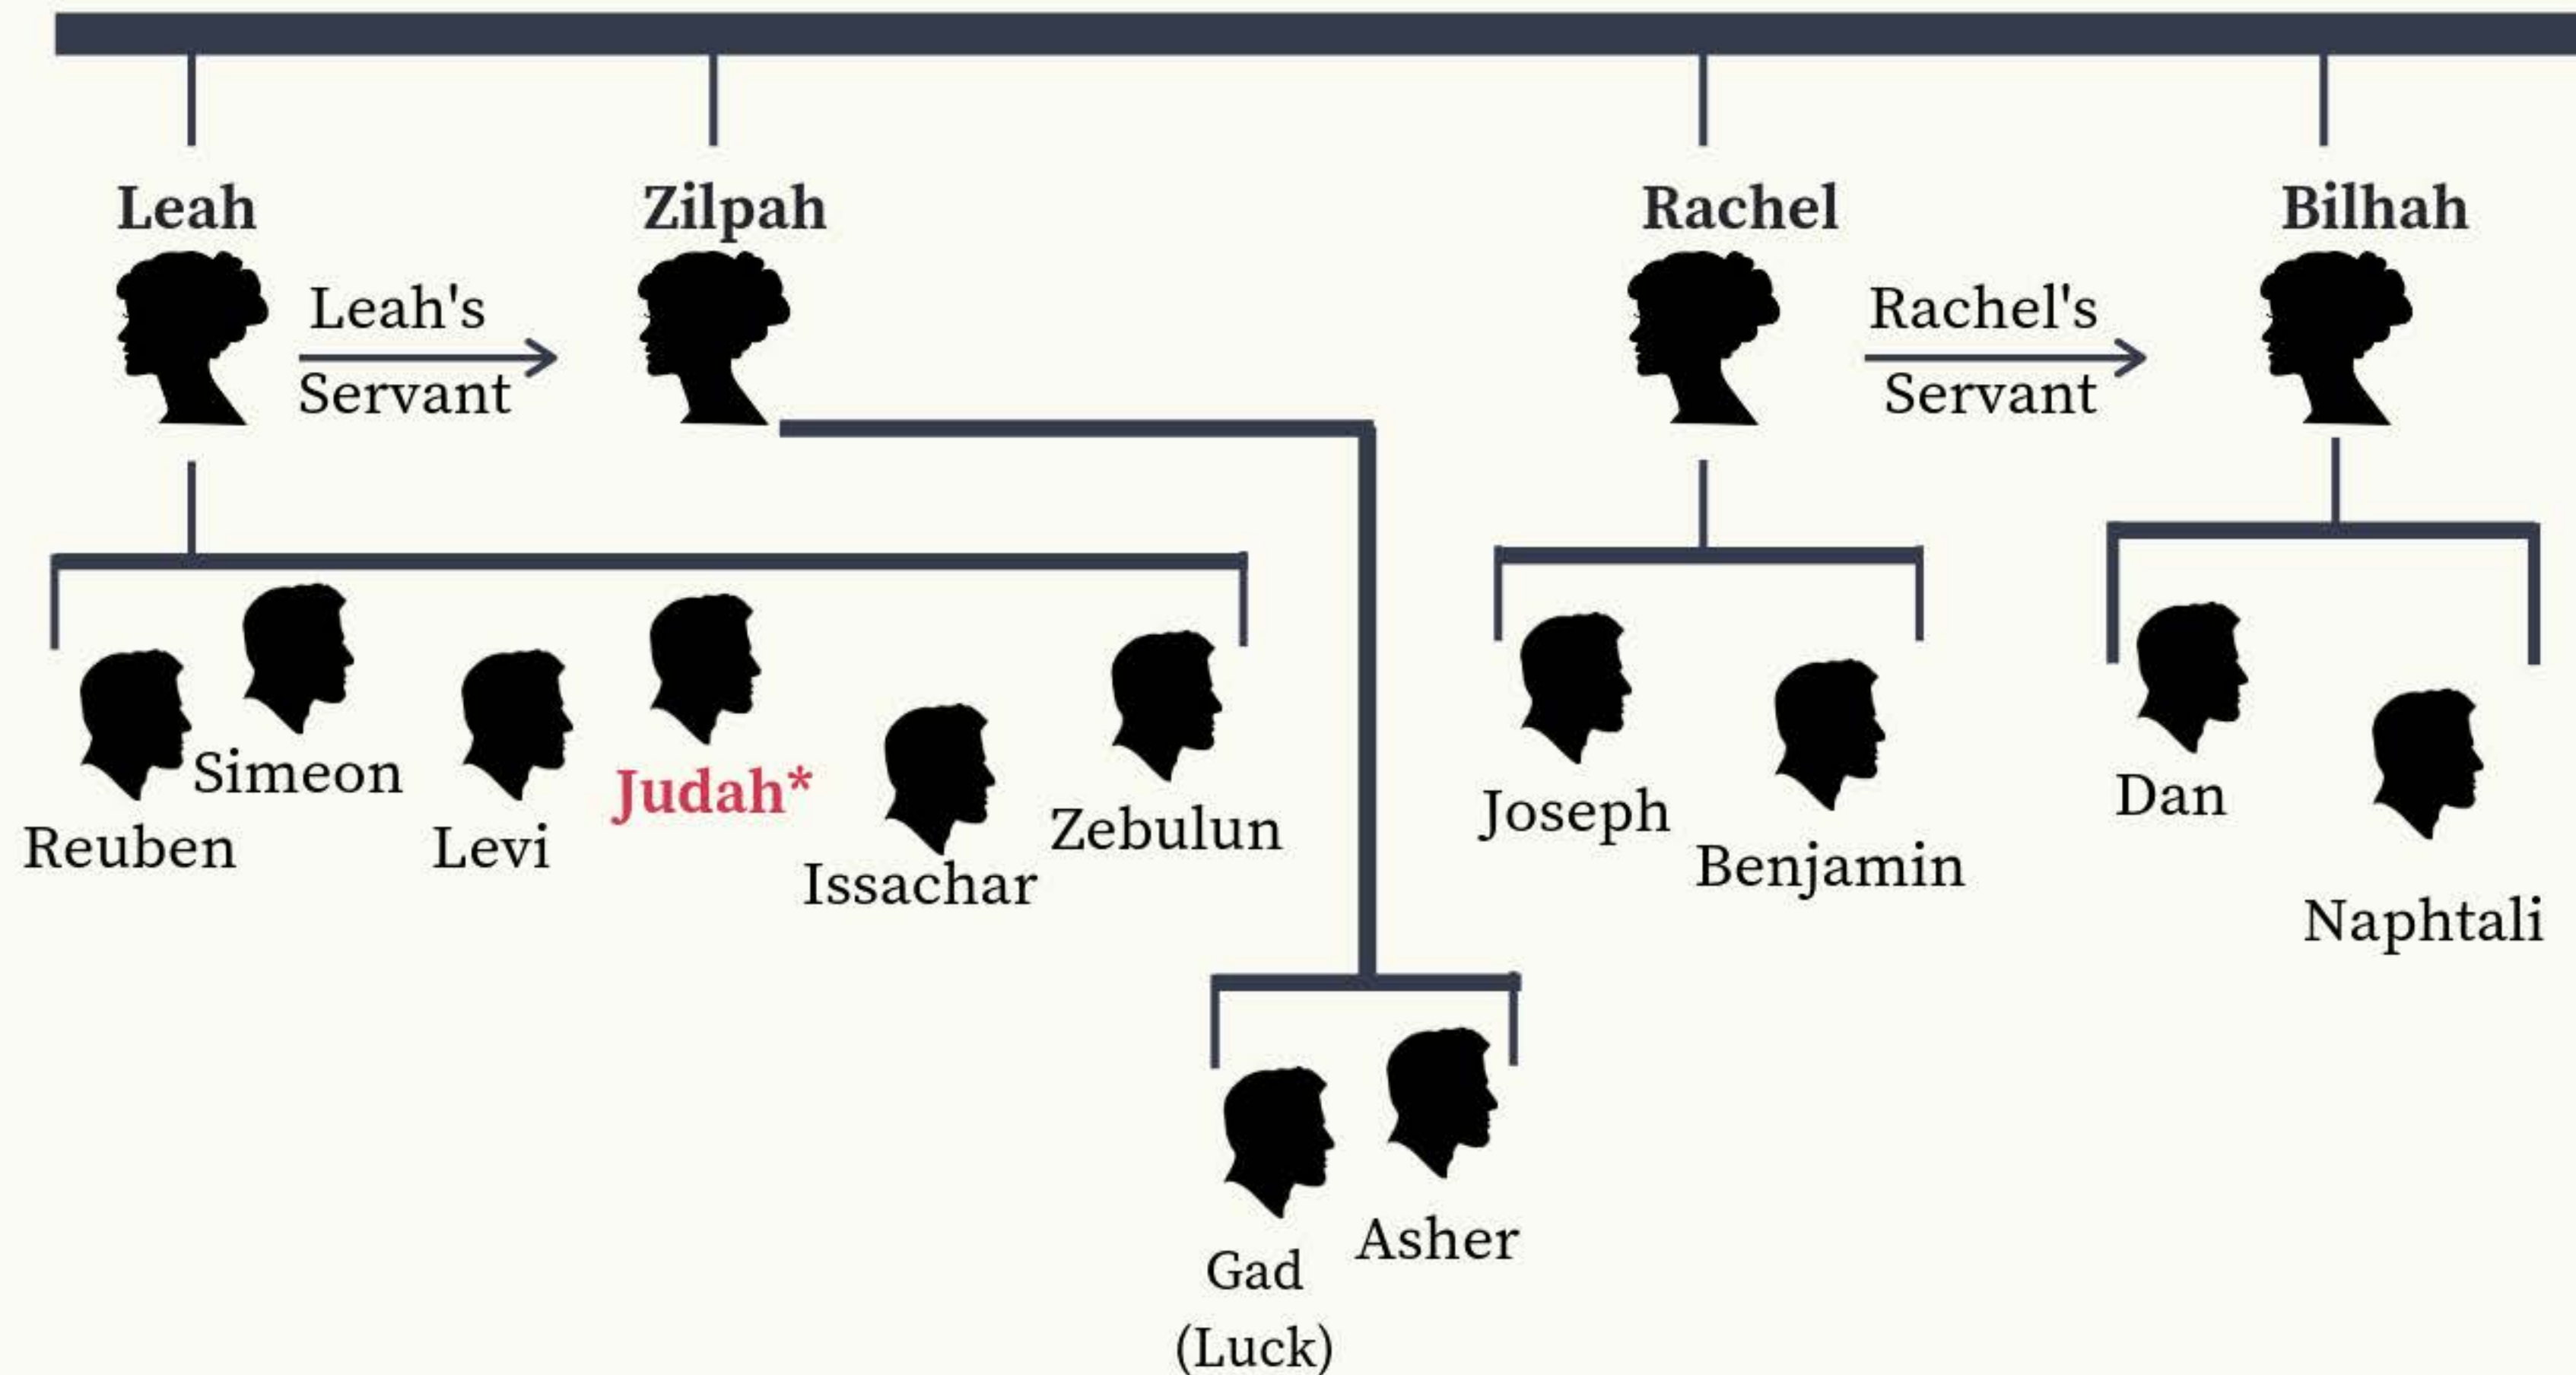 Leah
Zilpah
Rachel
Bilhah
Leah's
Servant
Rachel's
Servant
Reuben
Simeon
Levi
Judah*
Issachar
Zebulun
Joseph
Benjamin
Dan
Naphtali
Gad
(Luck)
Asher